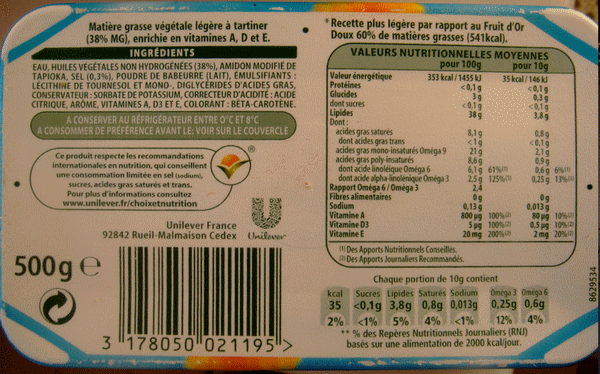 Matière grasse végétale légère à tartiner
(38% MG), enrichie en vitamines A, D et E.
INGRÉDIENTS
EAU, HUILES VÉGÉTALES NON HYDROGÉNÉES (38%), AMIDON MODIFIÉ DE
TAPIOKA, SEL (0,3%), POUDRE DE BABEURRE (LAIT), ÉMULSIFIANTS :
LÉCITHINE DE TOURNESOL ET MONO-, DIGLYCÉRIDES D'ACIDES GRAS,
CONSERVATEUR : SORBATE DE POTASSIUM, CORRECTEUR D'ACIDITÉ : ACIDE
CITRIQUE, ARÔME, VITAMINES A, D3 ET E, COLORANT : BÊTA-CAROTÈNE.
A CONSERVER AU RÉFRIGÉRATEUR ENTRE 0°C ET 8°C
A CONSOMMER DE PRÉFÉRENCE AVANT LE: VOIR SUR LE COUVERCLE
Ce produit respecte les recommandations
internationales en nutrition, qui conseillent
une consommation limitée en sel (sodium),
sucres, acides gras saturés et trans.
Pour plus d'informations consultez
www.unilever.fr/choixetnutrition
Unilever France
92842 Rueil-Malmaison Cedex
Unilever
500g e
3 178050 021195 >
* Recette plus légère par rapport au Fruit d'Or
Doux 60% de matières grasses (541kcal).
VALEURS NUTRITIONNELLES MOYENNES
pour 100g pour 10g
Valeur énergétique 353 kcal / 1455 kJ 35 kcal / 146 kJ
Protéines <0,1 g <0,1 g
Glucides 3 g 0,3 g
dont sucres <0,1 g <0,1 g
Lipides 38 g 3,8 g
Dont :
acides gras saturés 8,1 g 0,8 g
dont acides gras trans <1 g <0,1 g
acides gras mono-insaturés Oméga 9 21 g 2,1 g
acides gras poly-insaturés 8,6 g 0,9 g
dont acide linoléique Oméga 6 6,1 g 61%(1) 0,6 g 6%(1)
dont acide alpha-linolénique Oméga 3 2,5 g 125%(1) 0,25 g 13%(1)
Rapport Oméga 6 / Oméga 3 2,4
Fibres alimentaires 0 g 0 g
Sodium 0,13 g 0,013 g
Vitamine A 800 µg 100%(2) 80 µg 10%(2)
Vitamine D3 5 µg 100%(2) 0,5 µg 10%(2)
Vitamine E 20 mg 200%(2) 2 mg 20%(2)
(1) Des Apports Nutritionnels Conseillés.
(2) Des Apports Journaliers Recommandés.
Chaque portion de 10g contient
kcal Sucres Lipides Saturés Sodium Oméga 3 Oméga 6
35 <0,1g 3,8g 0,8g 0,013g 0,25g 0,6g
2% <1% 5% 4% <1% 12% 4%
** % des Repères Nutritionnels Journaliers (RNJ)
basés sur une alimentation de 2000 kcal/jour.
8629534